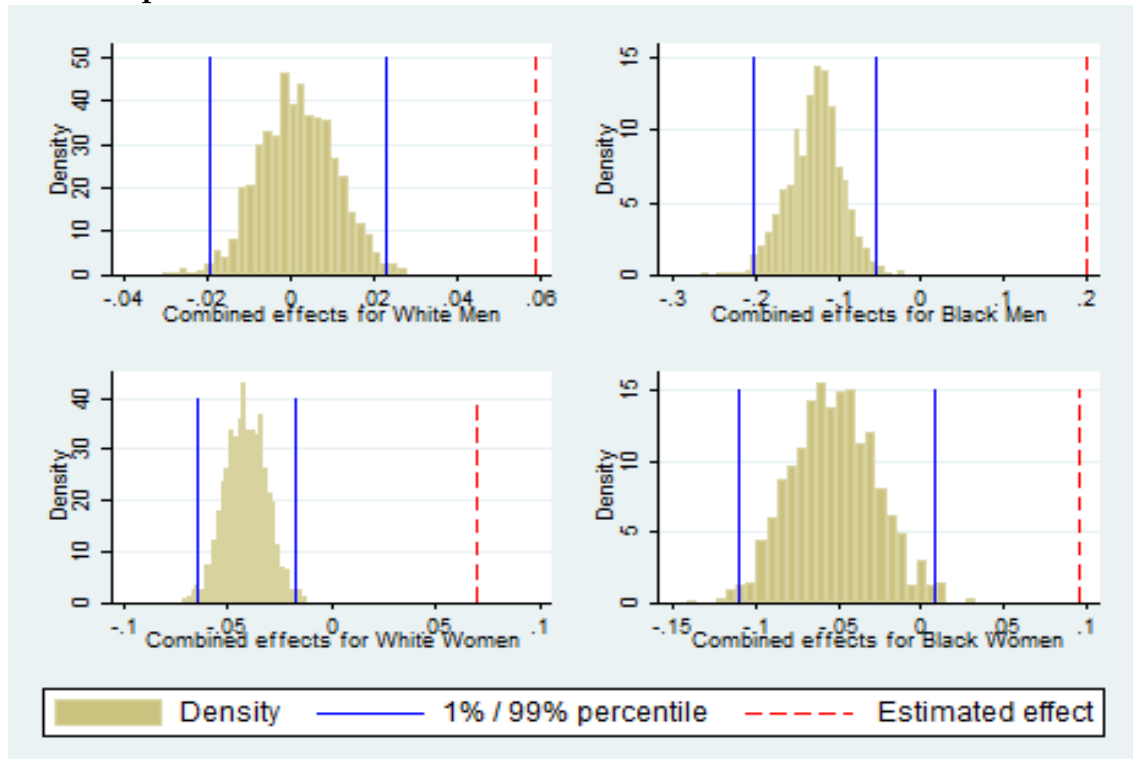 Density
50
40
30
20
10
0
-.04 -.02 0 .02 .04 .06
Combined effects for White Men
Density
15
10
5
0
-.3 -.2 -.1 0 .1 .2
Combined effects for Black Men
Density
40
30
20
10
0
-.1 -.05 0 .05 .1
Combined effects for White Women
Density
15
10
5
0
-.15 -.1 -.05 0 .05 .1
Combined effects for Black Women
Density 1% / 99% percentile Estimated effect